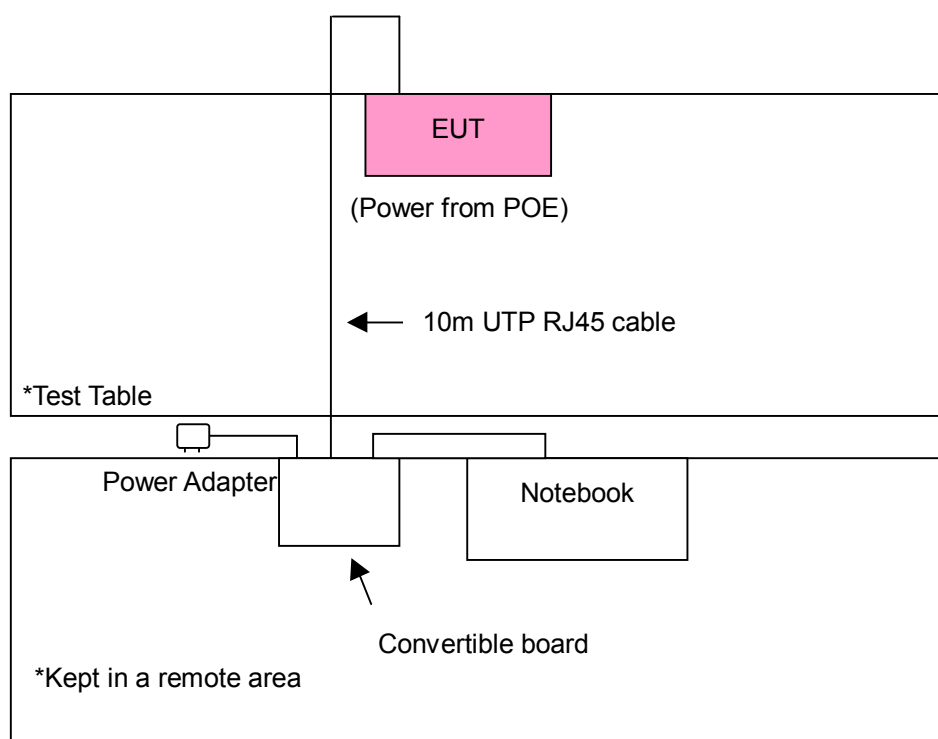 EUT
(Power from POE)
10m UTP RJ45 cable
*Test Table
Power Adapter
Notebook
Convertible board
*Kept in a remote area